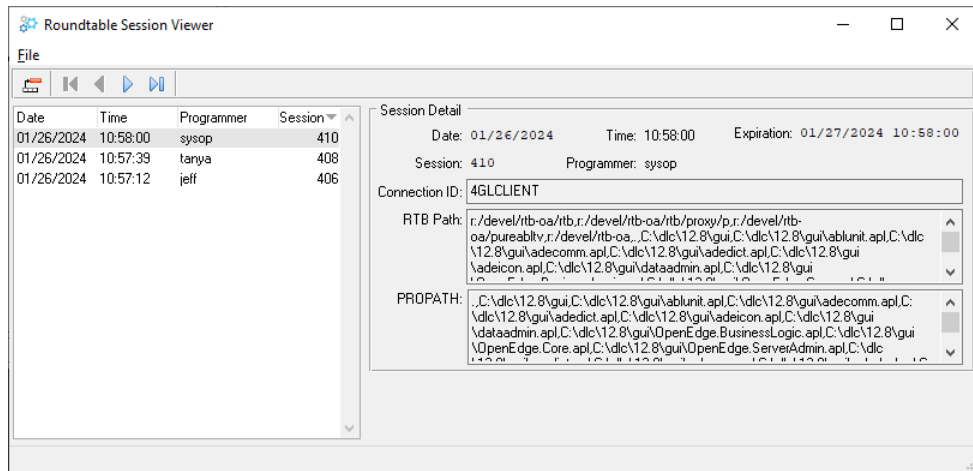 Roundtable Session Viewer
File
Date Time Programmer Session
01/26/2024 10:58:00 sysop 410
01/26/2024 10:57:39 tanya 408
01/26/2024 10:57:12 jeff 406
Session Detail
Date: 01/26/2024 Time: 10:58:00 Expiration: 01/27/2024 10:58:00
Session: 410 Programmer: sysop
Connection ID: 4GLCLIENT
RTB Path: r:/devel/rtb-oa/rtb,r:/devel/rtb-oa/rtb/proxy/p,r:/devel/rtb-
oa/pureabltv,r:/devel/rtb-oa,.,C:\dlc\12.8\gui,C:\dlc\12.8\gui\ablunit.apl,C:\dlc
\12.8\gui\adecomm.apl,C:\dlc\12.8\gui\adedict.apl,C:\dlc\12.8\gui
\adeicon.apl,C:\dlc\12.8\gui\dataadmin.apl,C:\dlc\12.8\gui
PROPATH: .,C:\dlc\12.8\gui,C:\dlc\12.8\gui\ablunit.apl,C:\dlc\12.8\gui\adecomm.apl,C:
\dlc\12.8\gui\adedict.apl,C:\dlc\12.8\gui\adeicon.apl,C:\dlc\12.8\gui
\dataadmin.apl,C:\dlc\12.8\gui\OpenEdge.BusinessLogic.apl,C:\dlc\12.8\gui
\OpenEdge.Core.apl,C:\dlc\12.8\gui\OpenEdge.ServerAdmin.apl,C:\dlc